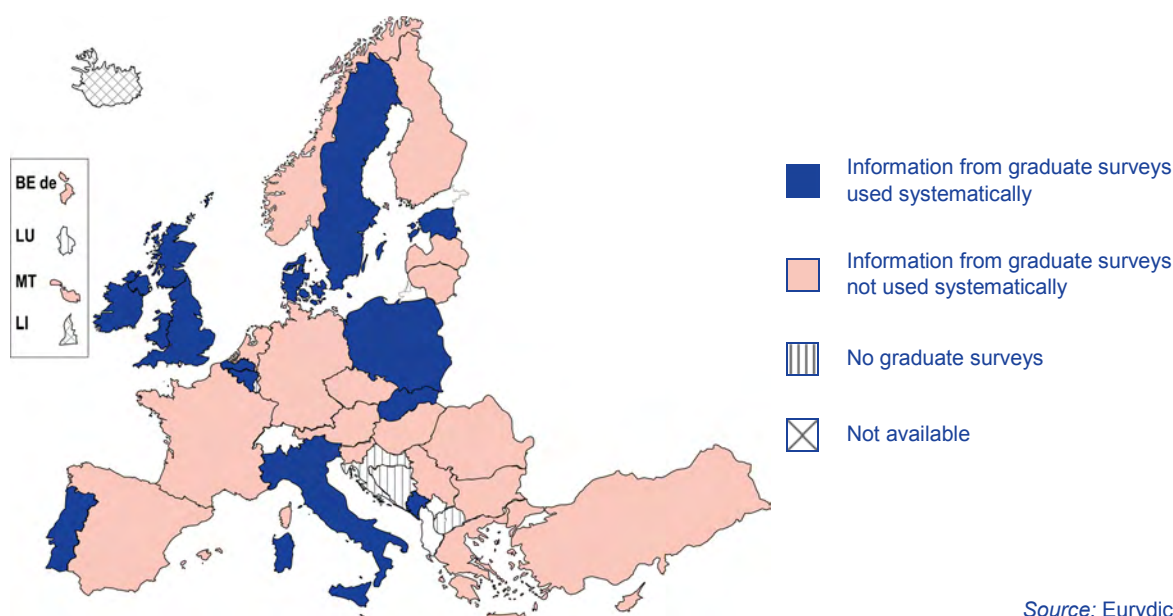 BE de
LU
MT
LI
Information from graduate surveys
used systematically
Information from graduate surveys
not used systematically
No graduate surveys
Not available
Source: Eurydic